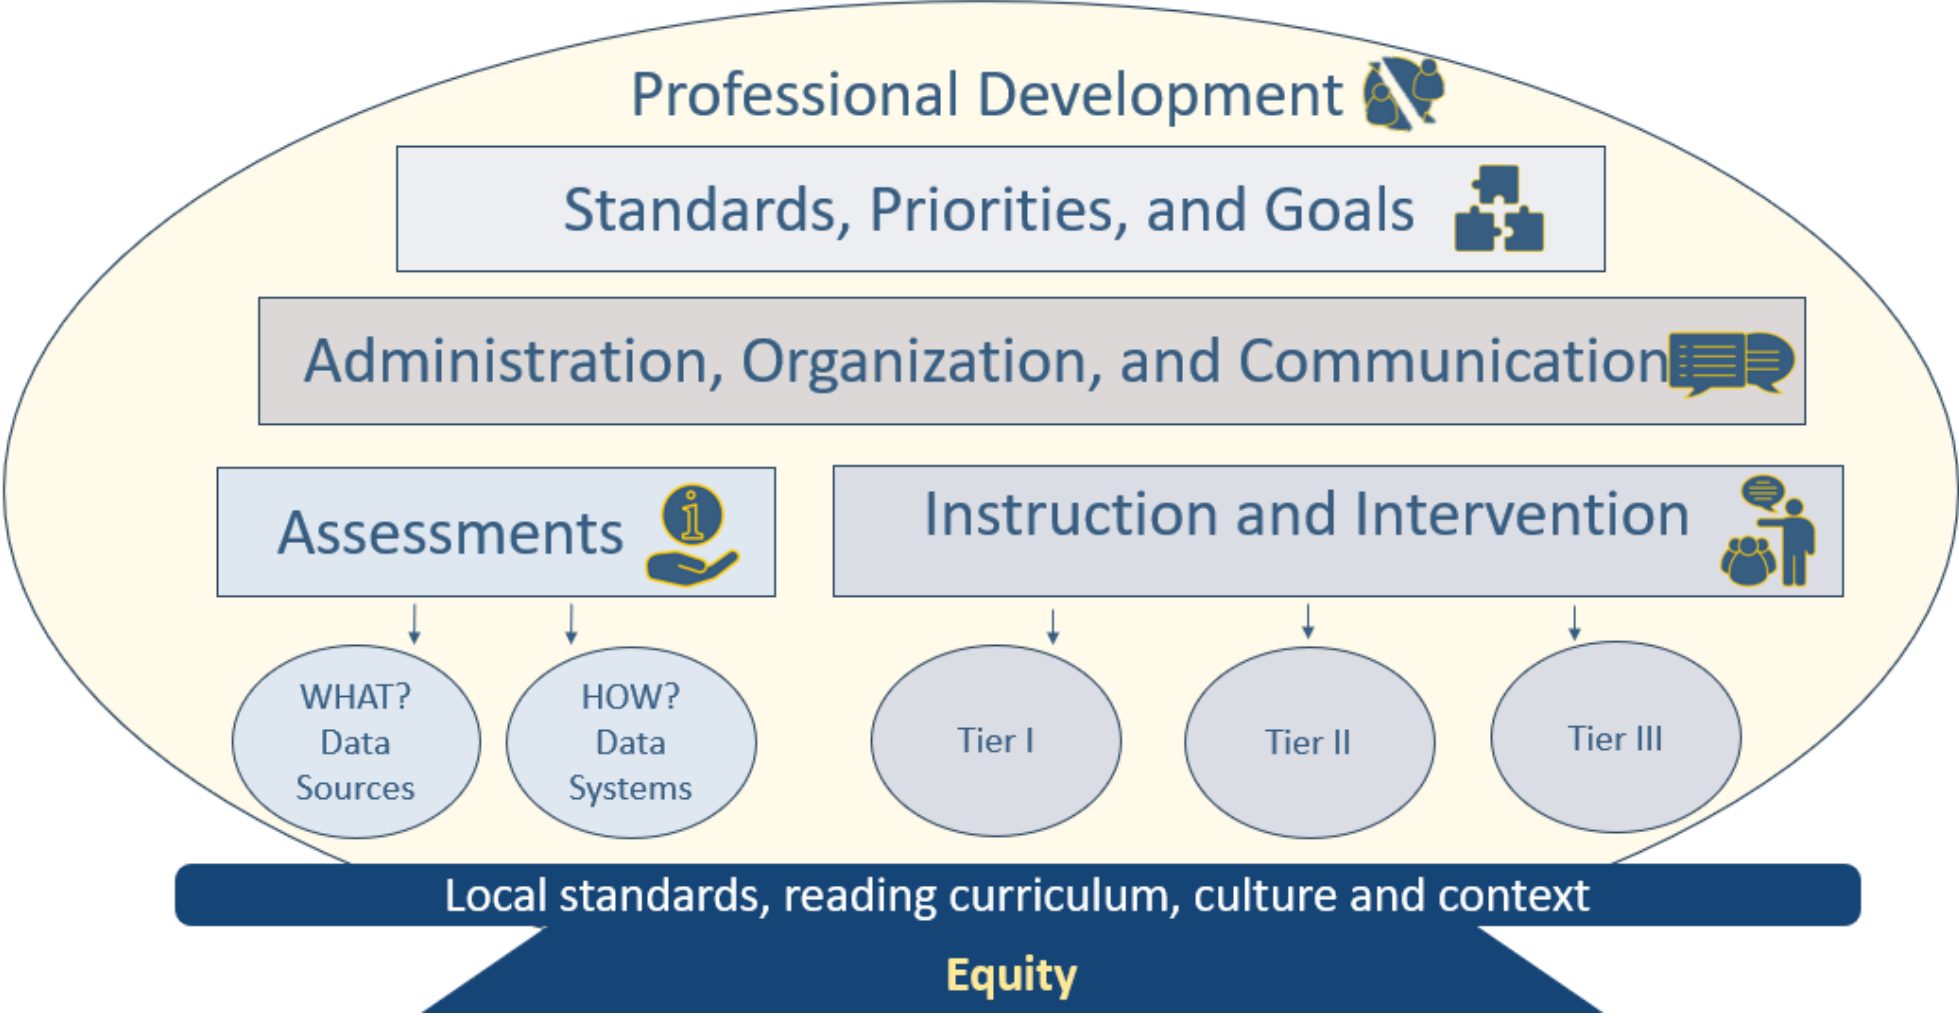 Professional Development
Standards, Priorities, and Goals
Administration, Organization, and Communication
Assessments
Instruction and Intervention
WHAT?
Data
Sources
HOW?
Data
Systems
Tier I
Tier II
Tier III
Local standards, reading curriculum, culture and context
Equity